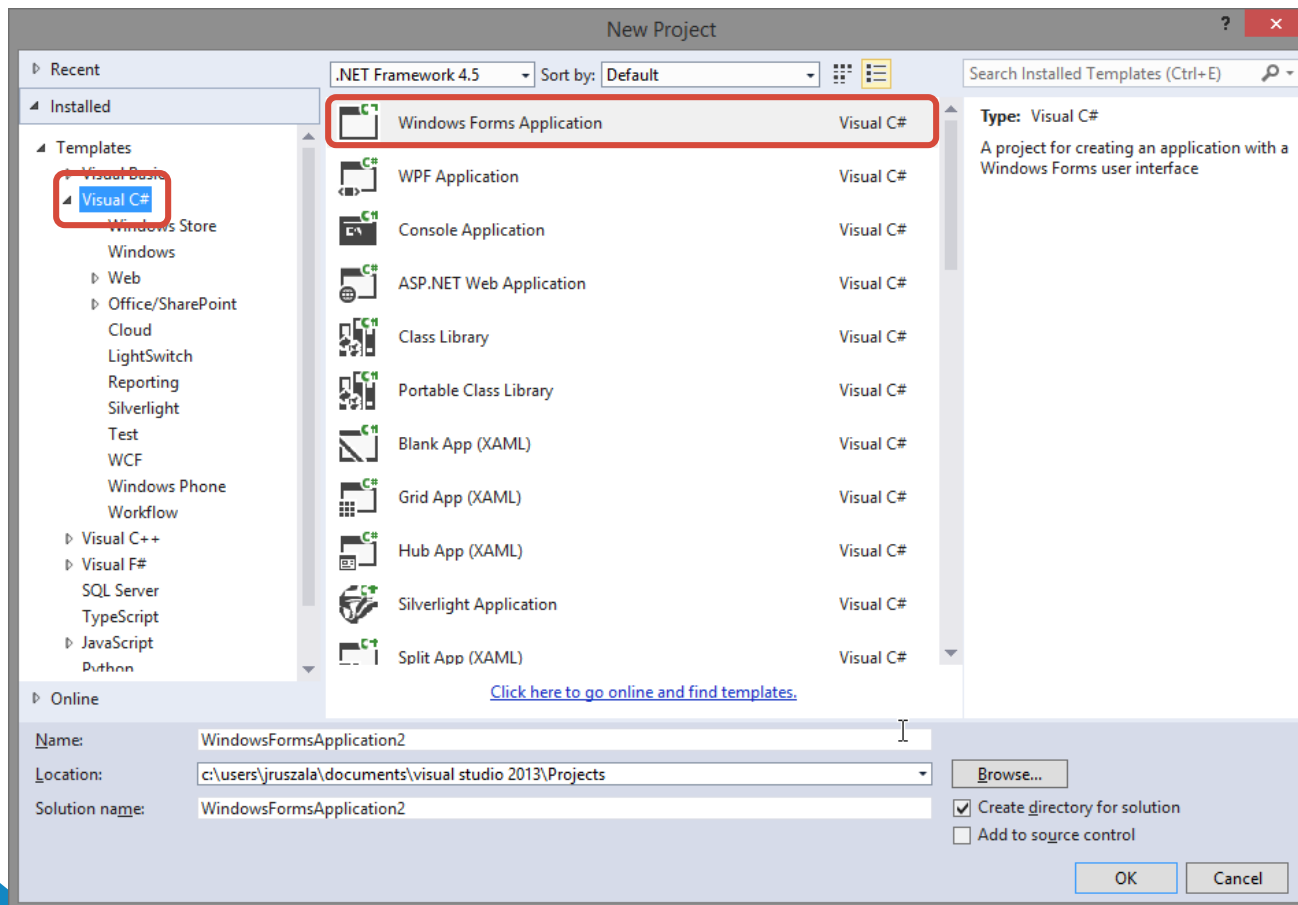 New Project
?
Recent
Installed
Templates
Visual Basic
Visual C#
Windows Store
Windows
Web
Office/SharePoint
Cloud
LightSwitch
Reporting
Silverlight
Test
WCF
Windows Phone
Workflow
Visual C++
Visual F#
SQL Server
TypeScript
JavaScript
Python
Online
.NET Framework 4.5 Sort by: Default
Windows Forms Application Visual C#
WPF Application Visual C#
Console Application Visual C#
ASP.NET Web Application Visual C#
Class Library Visual C#
Portable Class Library Visual C#
Blank App (XAML) Visual C#
Grid App (XAML) Visual C#
Hub App (XAML) Visual C#
Silverlight Application Visual C#
Split App (XAML) Visual C#
Click here to go online and find templates.
Search Installed Templates (Ctrl+E)
Type: Visual C#
A project for creating an application with a
Windows Forms user interface
Name: WindowsFormsApplication2
Location: c:\users\jruszala\documents\visual studio 2013\Projects
Browse...
Solution name: WindowsFormsApplication2
Create directory for solution
Add to source control
OK Cancel